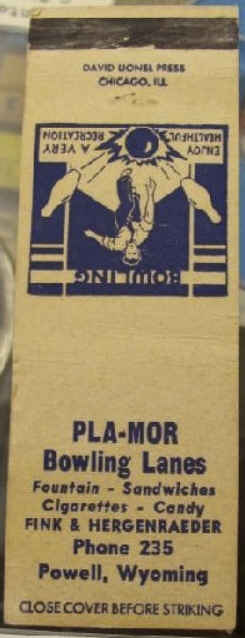 DAVID LIONEL PRESS
CHICAGO, ILL
ENJOY A VERY
HEALTHFUL RECREATION
BOWLING
PLA-MOR
Bowling Lanes
Fountain - Sandwiches
Cigarettes - Candy
FINK & HERGENRAEDER
Phone 235
Powell, Wyoming
CLOSE COVER BEFORE STRIKING